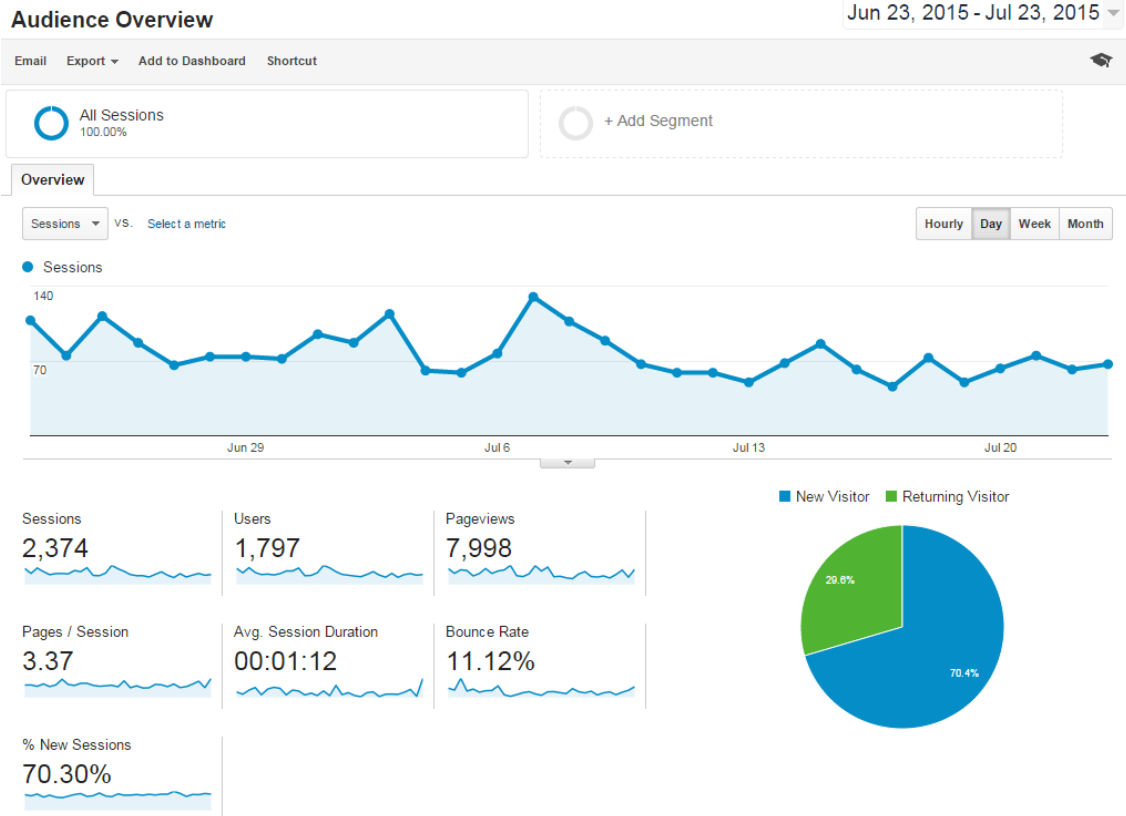 Audience Overview
Jun 23, 2015 - Jul 23, 2015
Email Export Add to Dashboard Shortcut
All Sessions
100.00%
+ Add Segment
Overview
Sessions VS. Select a metric
Hourly Day Week Month
Sessions
140
70
Jun 29 Jul 6 Jul 13 Jul 20
New Visitor Returning Visitor
Sessions
2,374
Users
1,797
Pageviews
7,998
Pages / Session
3.37
Avg. Session Duration
00:01:12
Bounce Rate
11.12%
% New Sessions
70.30%
29.6%
70.4%